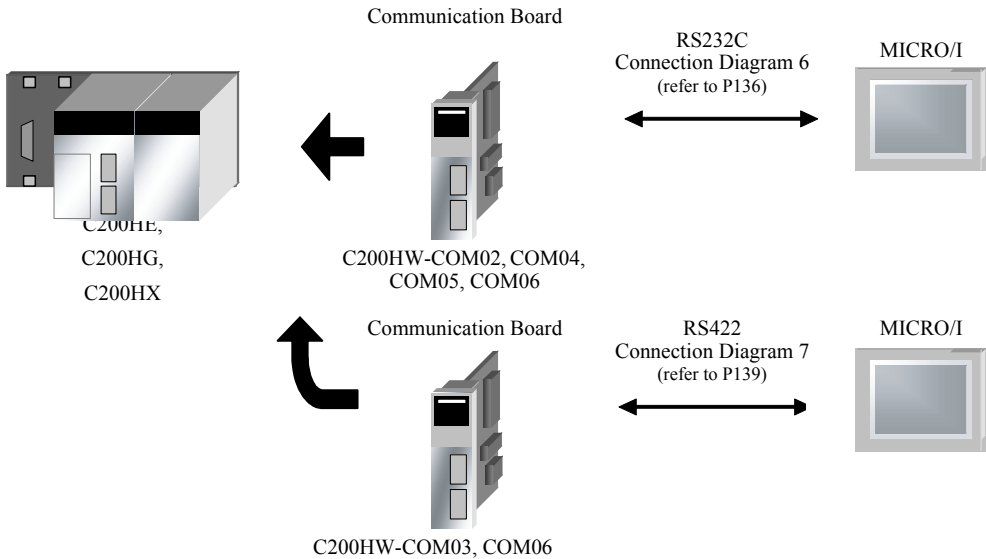 Communication Board
RS232C
Connection Diagram 6
(refer to P136)
MICRO/I
C200HE,
C200HG,
C200HX
C200HW-COM02, COM04,
COM05, COM06
Communication Board
RS422
Connection Diagram 7
(refer to P139)
MICRO/I
C200HW-COM03, COM06